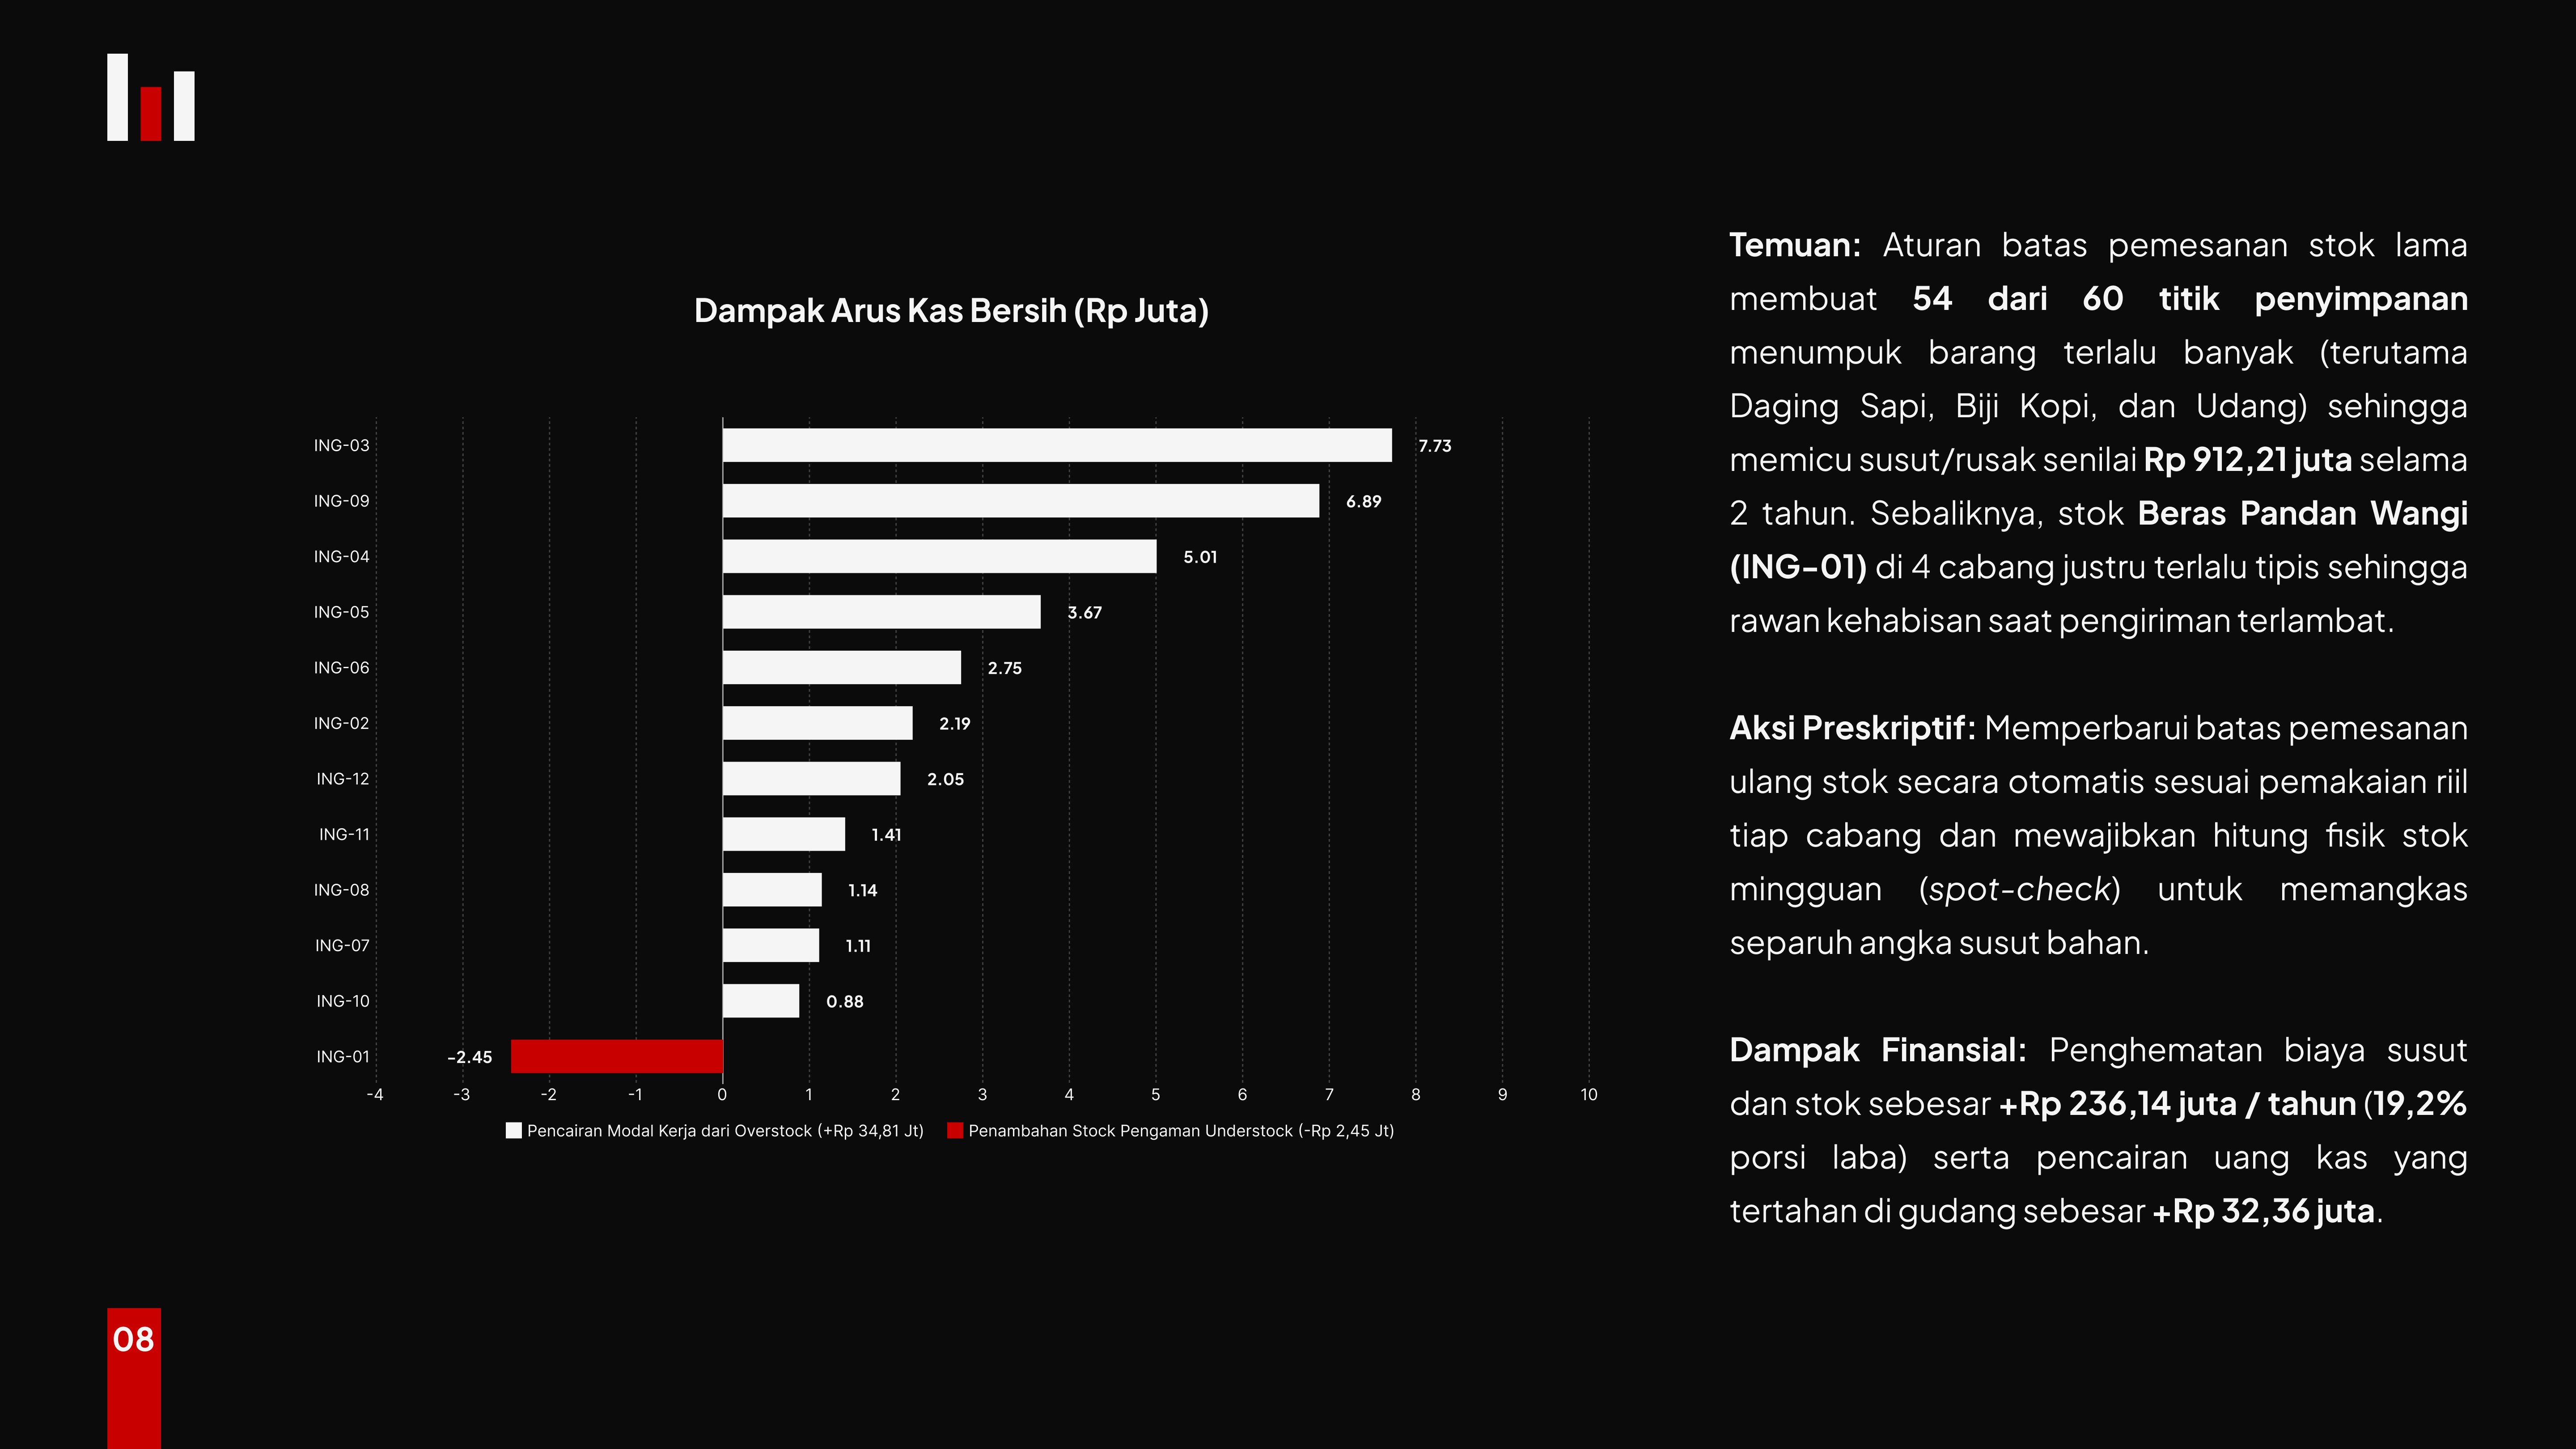 Dampak Arus Kas Bersih (Rp Juta)
ING-03 7.73
ING-09 6.89
ING-04 5.01
ING-05 3.67
ING-06 2.75
ING-02 2.19
ING-12 2.05
ING-11 1.41
ING-08 1.14
ING-07 1.11
ING-10 0.88
ING-01 -2.45
-4 -3 -2 -1 0 1 2 3 4 5 6 7 8 9 10
Pencairan Modal Kerja dari Overstock (+Rp 34,81 Jt) Penambahan Stock Pengaman Understock (-Rp 2,45 Jt)
Temuan: Aturan batas pemesanan stok lama
membuat 54 dari 60 titik penyimpanan
menumpuk barang terlalu banyak (terutama
Daging Sapi, Biji Kopi, dan Udang) sehingga
memicu susut/rusak senilai Rp 912,21 juta selama
2 tahun. Sebaliknya, stok Beras Pandan Wangi
(ING-01) di 4 cabang justru terlalu tipis sehingga
rawan kehabisan saat pengiriman terlambat.
Aksi Preskriptif: Memperbarui batas pemesanan
ulang stok secara otomatis sesuai pemakaian riil
tiap cabang dan mewajibkan hitung fisik stok
mingguan (spot-check) untuk memangkas
separuh angka susut bahan.
Dampak Finansial: Penghematan biaya susut
dan stok sebesar +Rp 236,14 juta / tahun (19,2%
porsi laba) serta pencairan uang kas yang
tertahan di gudang sebesar +Rp 32,36 juta.
08